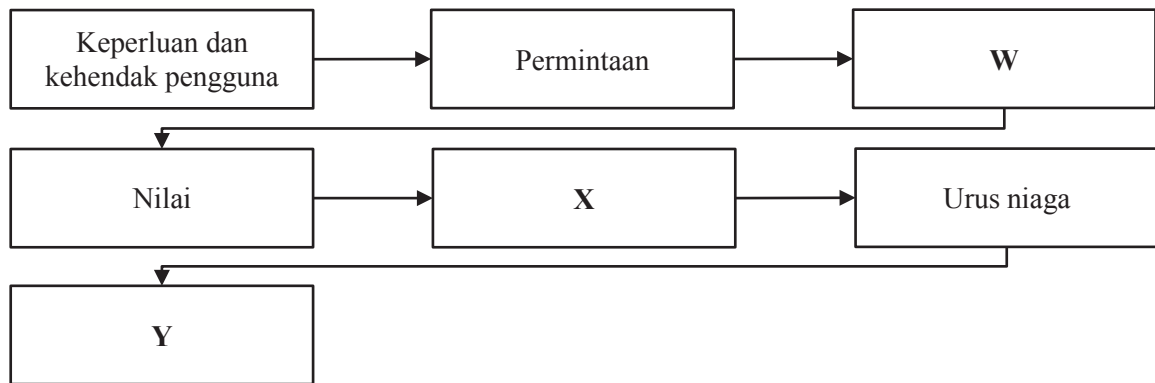 Keperluan dan
kehendak pengguna
Permintaan
W
Nilai
X
Urus niaga
Y